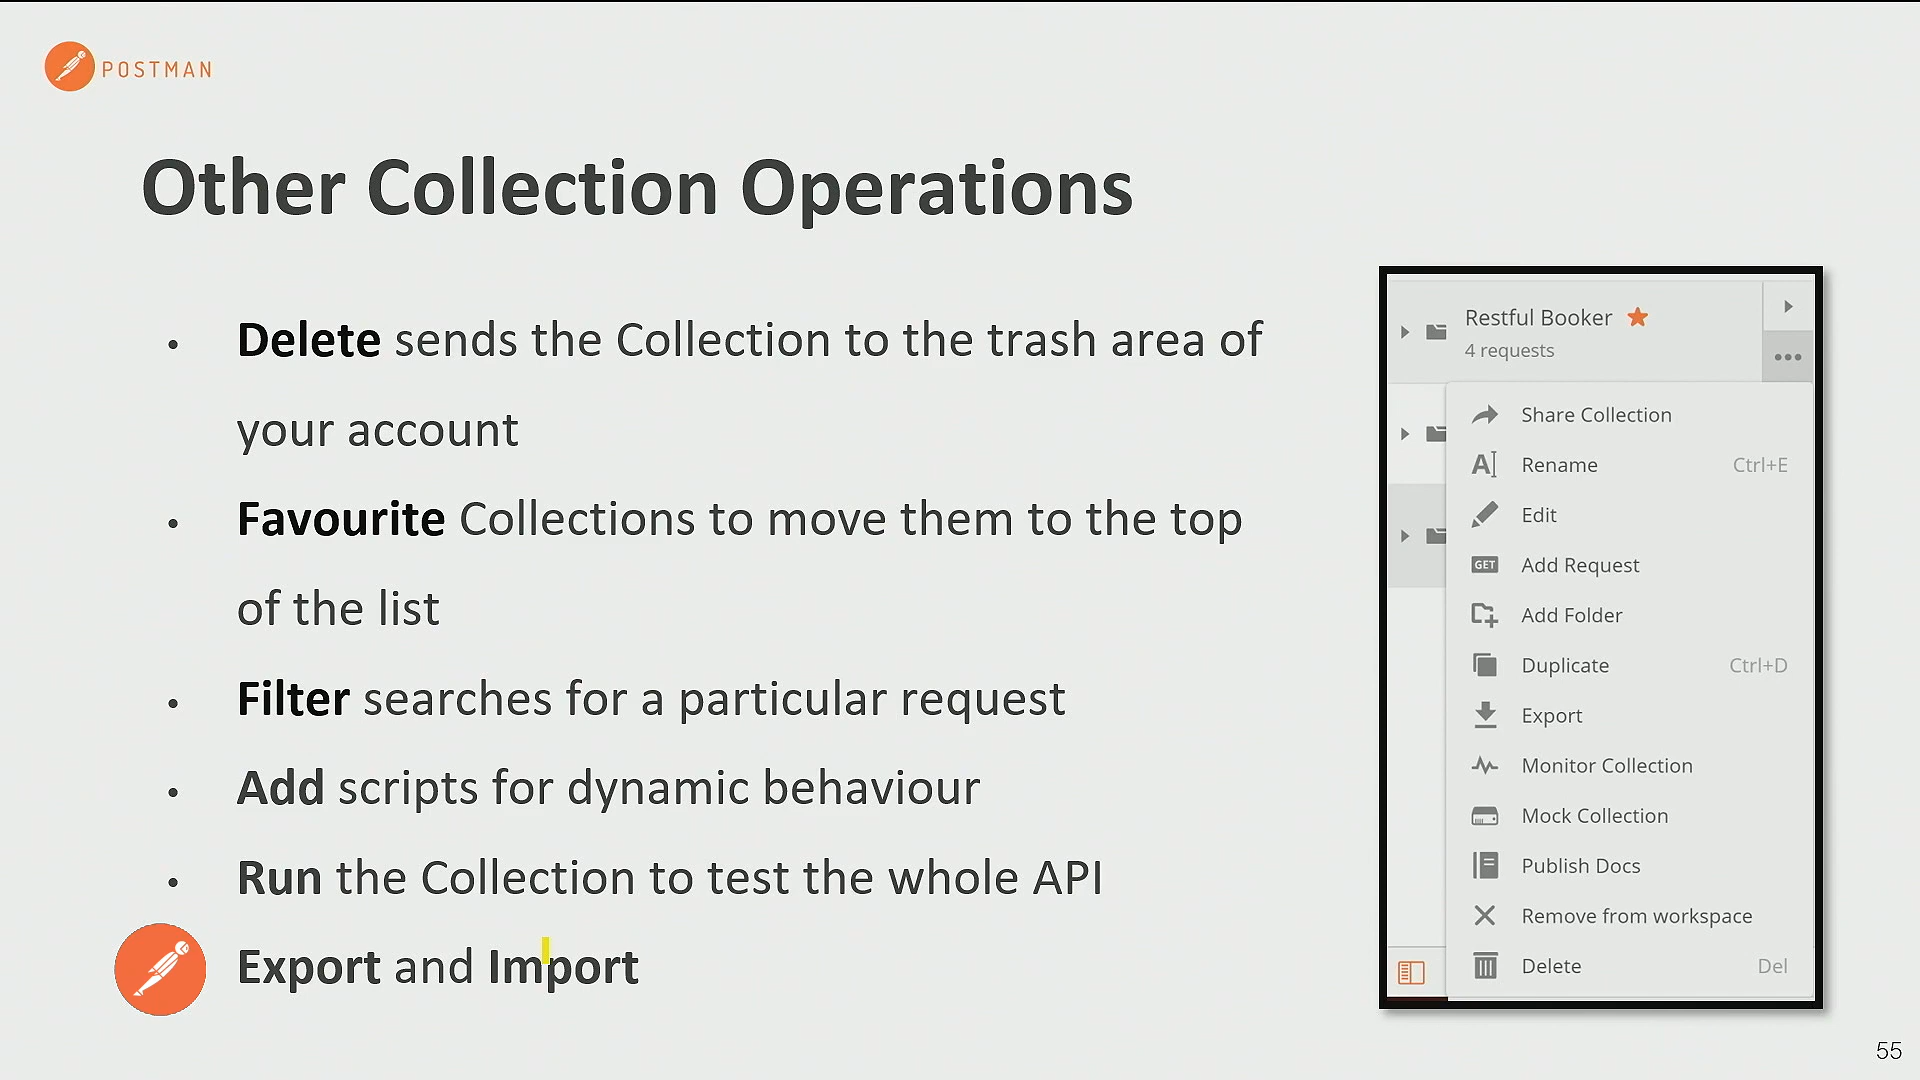 POSTMAN
Other Collection Operations
• Delete sends the Collection to the trash area of
your account
• Favourite Collections to move them to the top
of the list
• Filter searches for a particular request
• Add scripts for dynamic behaviour
• Run the Collection to test the whole API
Export and Import
Restful Booker
4 requests
Share Collection
Rename Ctrl+E
Edit
GET Add Request
Add Folder
Duplicate Ctrl+D
Export
Monitor Collection
Mock Collection
Publish Docs
Remove from workspace
Delete Del
55